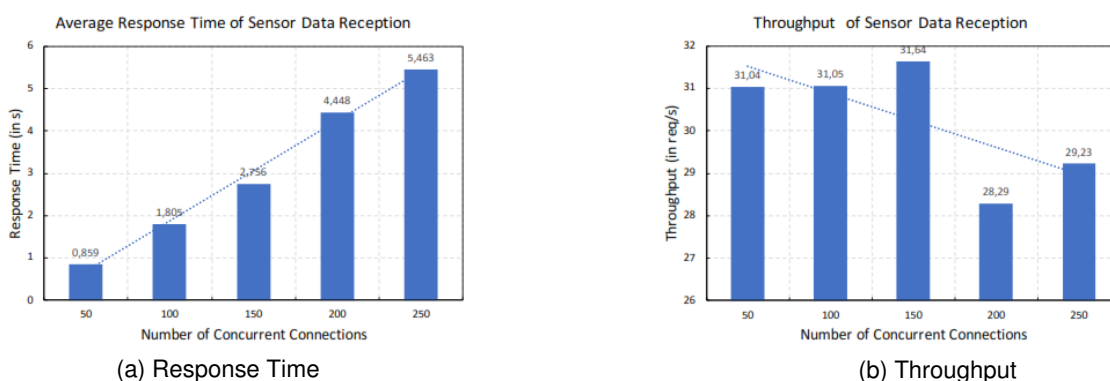 Average Response Time of Sensor Data Reception
6
5
4
3
2
1
0
Response Time (in s)
0,859
1,805
2,756
4,448
5,463
50 100 150 200 250
Number of Concurrent Connections
(a) Response Time
Throughput of Sensor Data Reception
32
31
30
29
28
27
26
Throughput (in req/s)
31,04
31,05
31,64
28,29
29,23
50 100 150 200 250
Number of Concurrent Connections
(b) Throughput